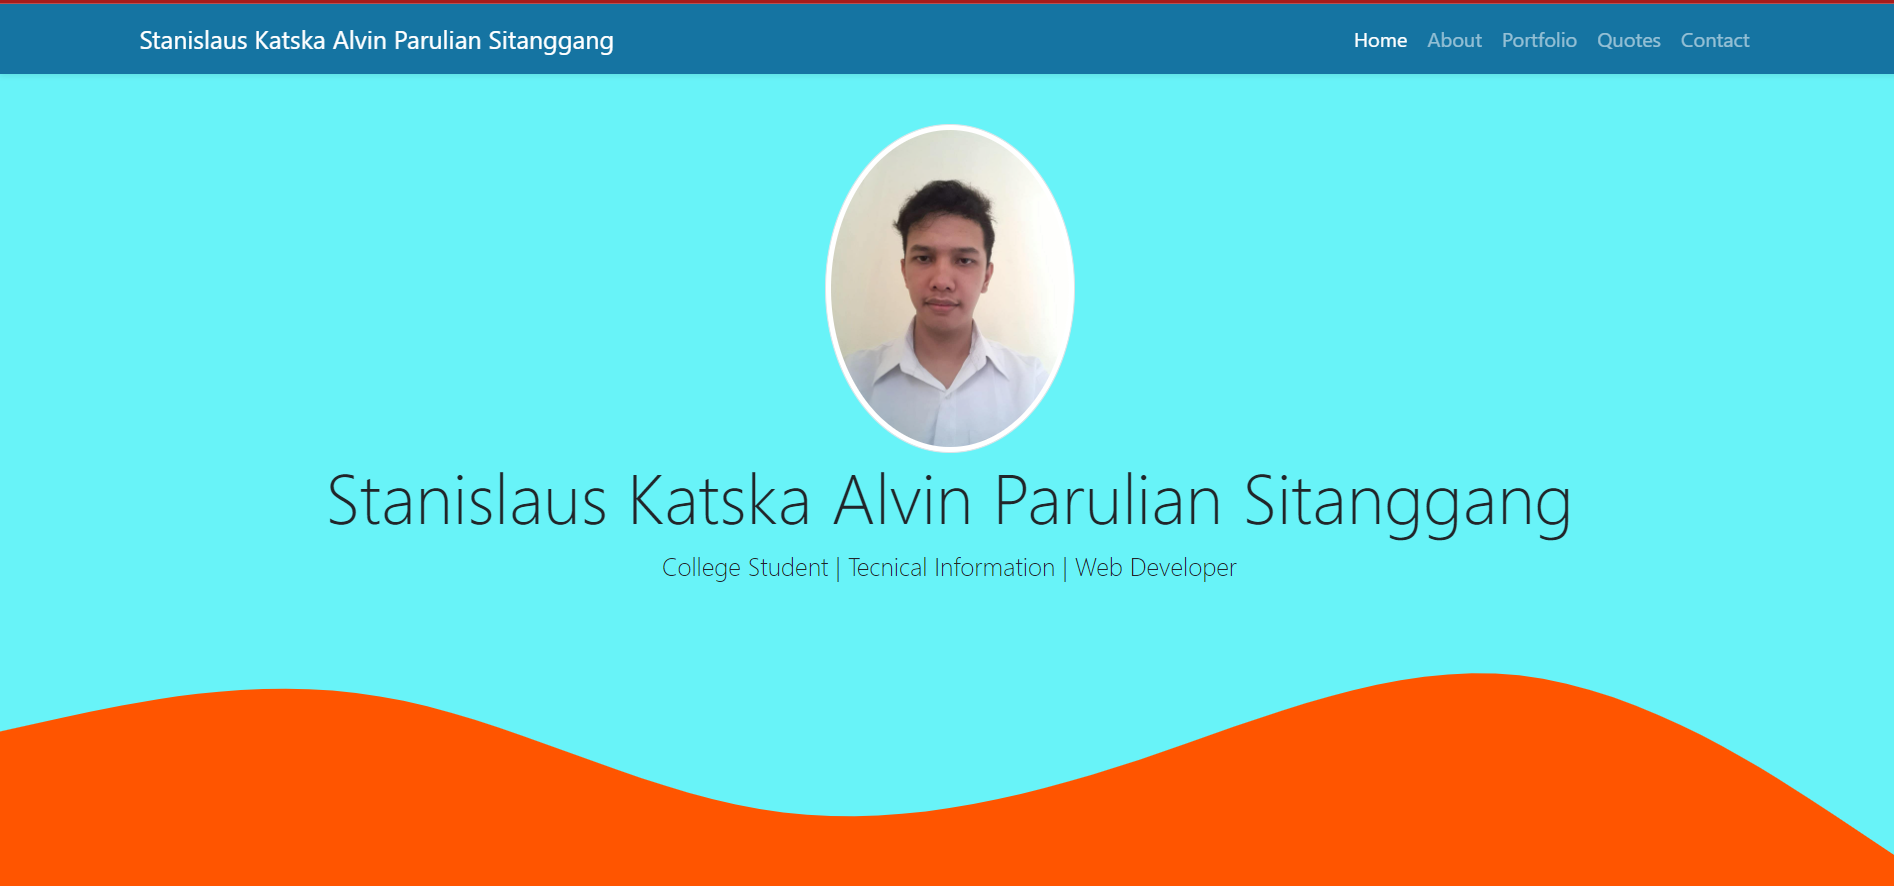 Stanislaus Katska Alvin Parulian Sitanggang
Home About Portfolio Quotes Contact
Stanislaus Katska Alvin Parulian Sitanggang
College Student | Tecnical Information | Web Developer